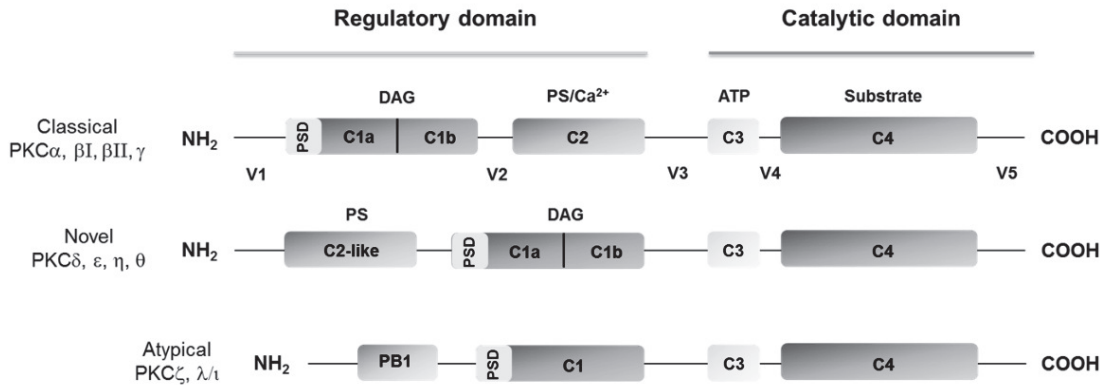 Regulatory domain Catalytic domain
DAG PS/Ca²⁺ ATP Substrate
Classical
PKCα, βI, βII, γ
NH₂ PSD C1a C1b C2 C3 C4 COOH
V1 V2 V3 V4 V5
PS DAG
Novel
PKCδ, ε, η, θ
NH₂ C2-like PSD C1a C1b C3 C4 COOH
Atypical
PKCζ, λ/ι
NH₂ PB1 PSD C1 C3 C4 COOH